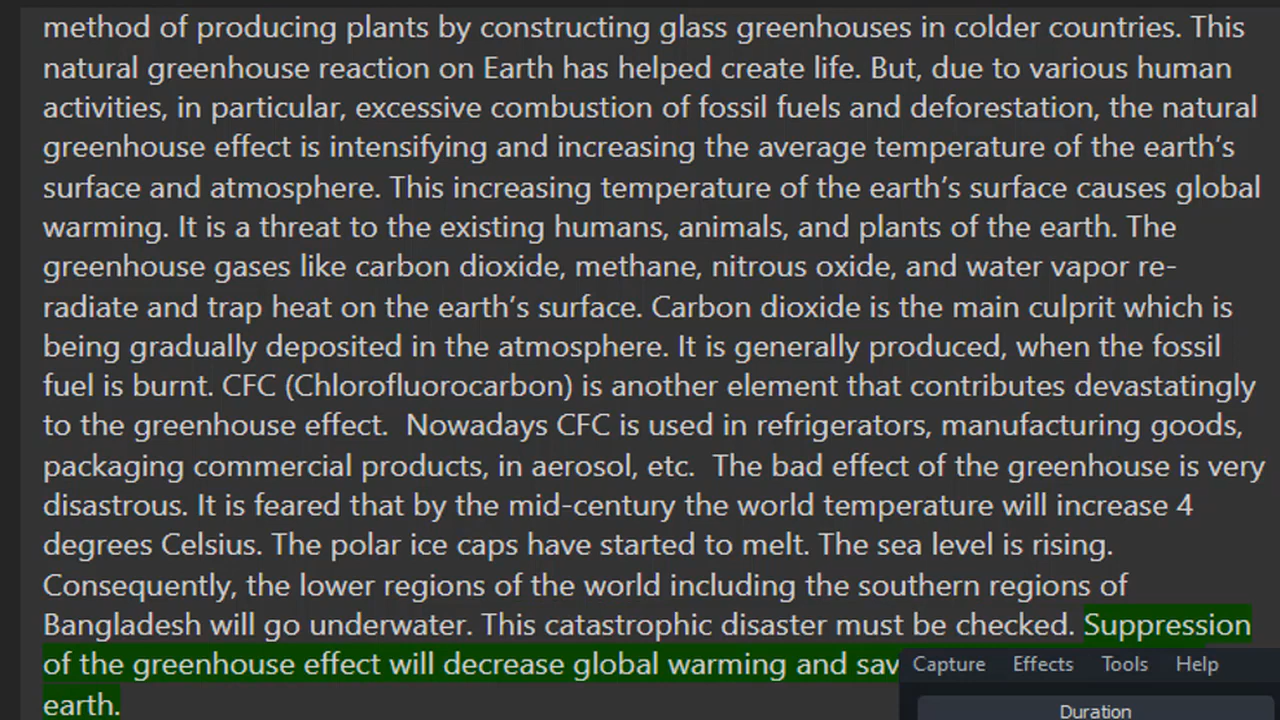 method of producing plants by constructing glass greenhouses in colder countries. This
natural greenhouse reaction on Earth has helped create life. But, due to various human
activities, in particular, excessive combustion of fossil fuels and deforestation, the natural
greenhouse effect is intensifying and increasing the average temperature of the earth’s
surface and atmosphere. This increasing temperature of the earth’s surface causes global
warming. It is a threat to the existing humans, animals, and plants of the earth. The
greenhouse gases like carbon dioxide, methane, nitrous oxide, and water vapor re-
radiate and trap heat on the earth’s surface. Carbon dioxide is the main culprit which is
being gradually deposited in the atmosphere. It is generally produced, when the fossil
fuel is burnt. CFC (Chlorofluorocarbon) is another element that contributes devastatingly
to the greenhouse effect.  Nowadays CFC is used in refrigerators, manufacturing goods,
packaging commercial products, in aerosol, etc.  The bad effect of the greenhouse is very
disastrous. It is feared that by the mid-century the world temperature will increase 4
degrees Celsius. The polar ice caps have started to melt. The sea level is rising.
Consequently, the lower regions of the world including the southern regions of
Bangladesh will go underwater. This catastrophic disaster must be checked. Suppression
of the greenhouse effect will decrease global warming and sav
earth.
Capture Effects Tools Help
Duration